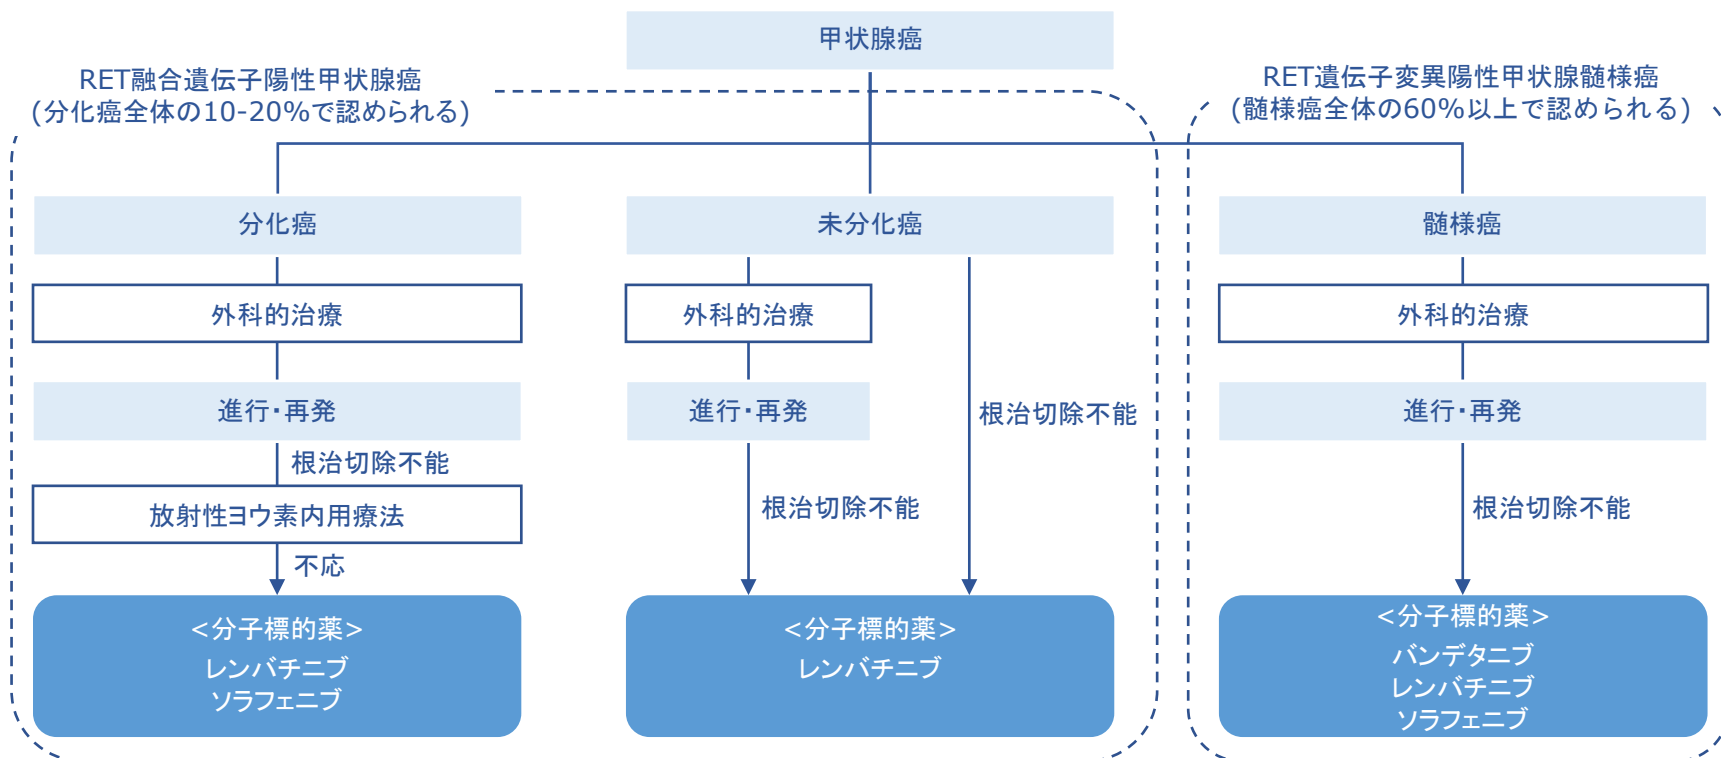 甲状腺癌
RET融合遺伝子陽性甲状腺癌
(分化癌全体の10-20%で認められる)
RET遺伝子変異陽性甲状腺髄様癌
(髄様癌全体の60%以上で認められる)
分化癌
未分化癌
髄様癌
外科的治療
外科的治療
外科的治療
進行・再発
進行・再発
進行・再発
根治切除不能
根治切除不能
根治切除不能
根治切除不能
放射性ヨウ素内用療法
不応
<分子標的薬>
レンバチニブ
ソラフェニブ
<分子標的薬>
レンバチニブ
<分子標的薬>
バンデタニブ
レンバチニブ
ソラフェニブ